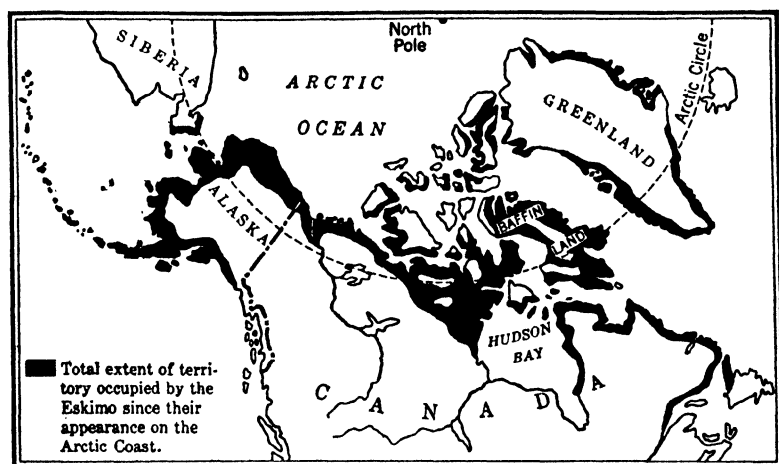 North
Pole
SIBERIA
ARCTIC
OCEAN
GREENLAND
Arctic Circle
ALASKA
BAFFIN
LAND
HUDSON
BAY
CANADA
Total extent of terri-
tory occupied by the
Eskimo since their
appearance on the
Arctic Coast.